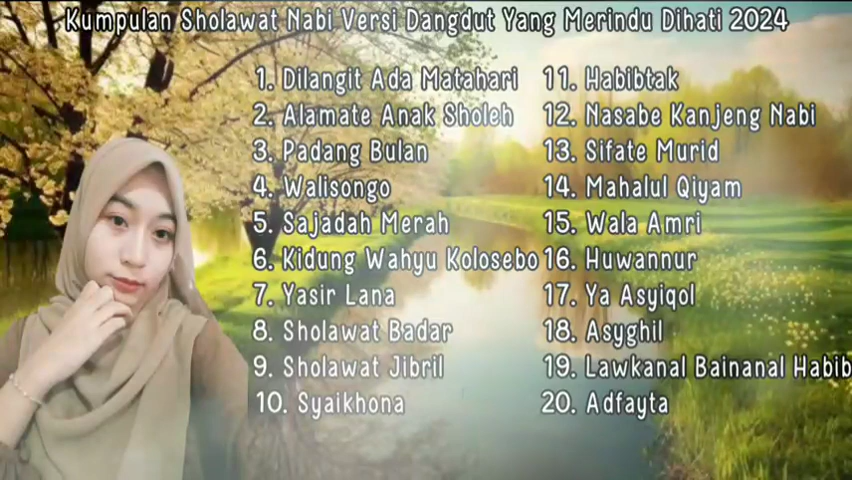 Kumpulan Sholawat Nabi Versi Dangdut Yang Merindu Dihati 2024
1. Dilangit Ada Matahari
2. Alamate Anak Sholeh
3. Padang Bulan
4. Walisongo
5. Sajadah Merah
6. Kidung Wahyu Kolosebo
7. Yasir Lana
8. Sholawat Badar
9. Sholawat Jibril
10. Syaikhona
11. Habibtak
12. Nasabe Kanjeng Nabi
13. Sifate Murid
14. Mahalul Qiyam
15. Wala Amri
16. Huwannur
17. Ya Asyiqol
18. Asyghil
19. Lawkanal Bainanal Habib
20. Adfayta